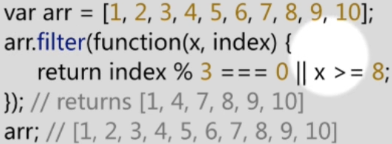 var arr = [1, 2, 3, 4, 5, 6, 7, 8, 9, 10];
arr.filter(function(x, index) {
return index % 3 === 0 || x >= 8;
}); // returns [1, 4, 7, 8, 9, 10]
arr; // [1, 2, 3, 4, 5, 6, 7, 8, 9, 10]